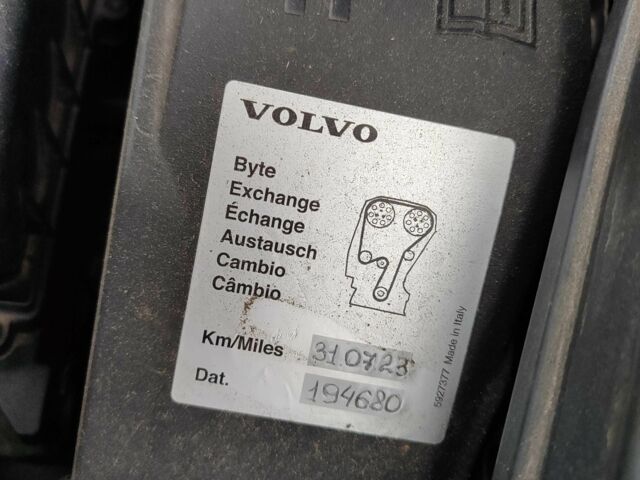 VOLVO
Byte
Exchange
Échange
Austausch
Cambio
Câmbio
Km/Miles 310723
Dat. 194680
5927377 Made in Italy